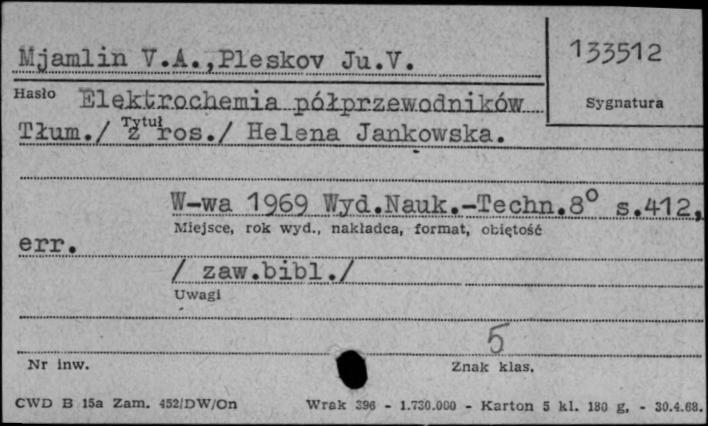 Mjamlin V.A.,Pleskov Ju.V.
133512
Hasło Elektrochemia półprzewodników
Sygnatura
Tytuł
Tłum./ z ros./ Helena Jankowska.
W-wa 1969 Wyd.Nauk.-Techn.8° s.412,
Miejsce, rok wyd., nakładca, format, objętość
err.
/ zaw.bibl./
Uwagi
5
Nr inw.
Znak klas.
CWD B 15a Zam. 452/DW/On Wrak 396 - 1.730.000 - Karton 5 kl. 180 g, - 30.4.68.